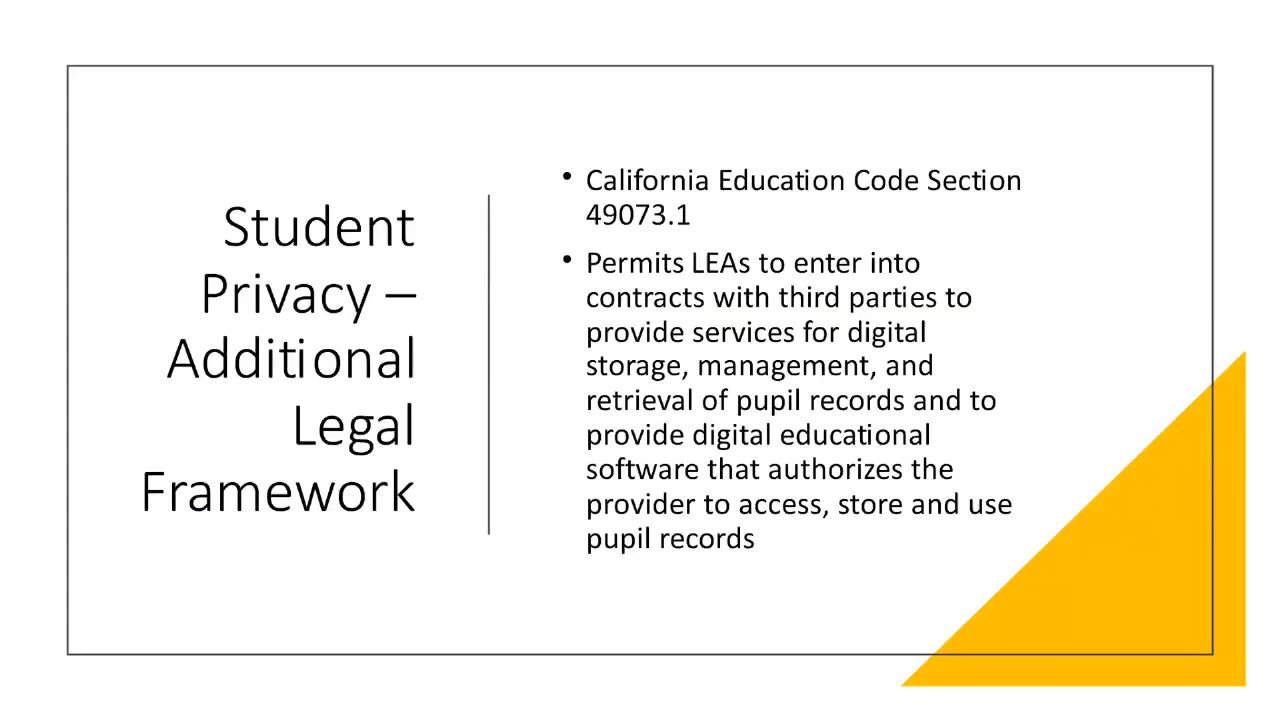 Student
Privacy –
Additional
Legal
Framework
• California Education Code Section
49073.1
• Permits LEAs to enter into
contracts with third parties to
provide services for digital
storage, management, and
retrieval of pupil records and to
provide digital educational
software that authorizes the
provider to access, store and use
pupil records